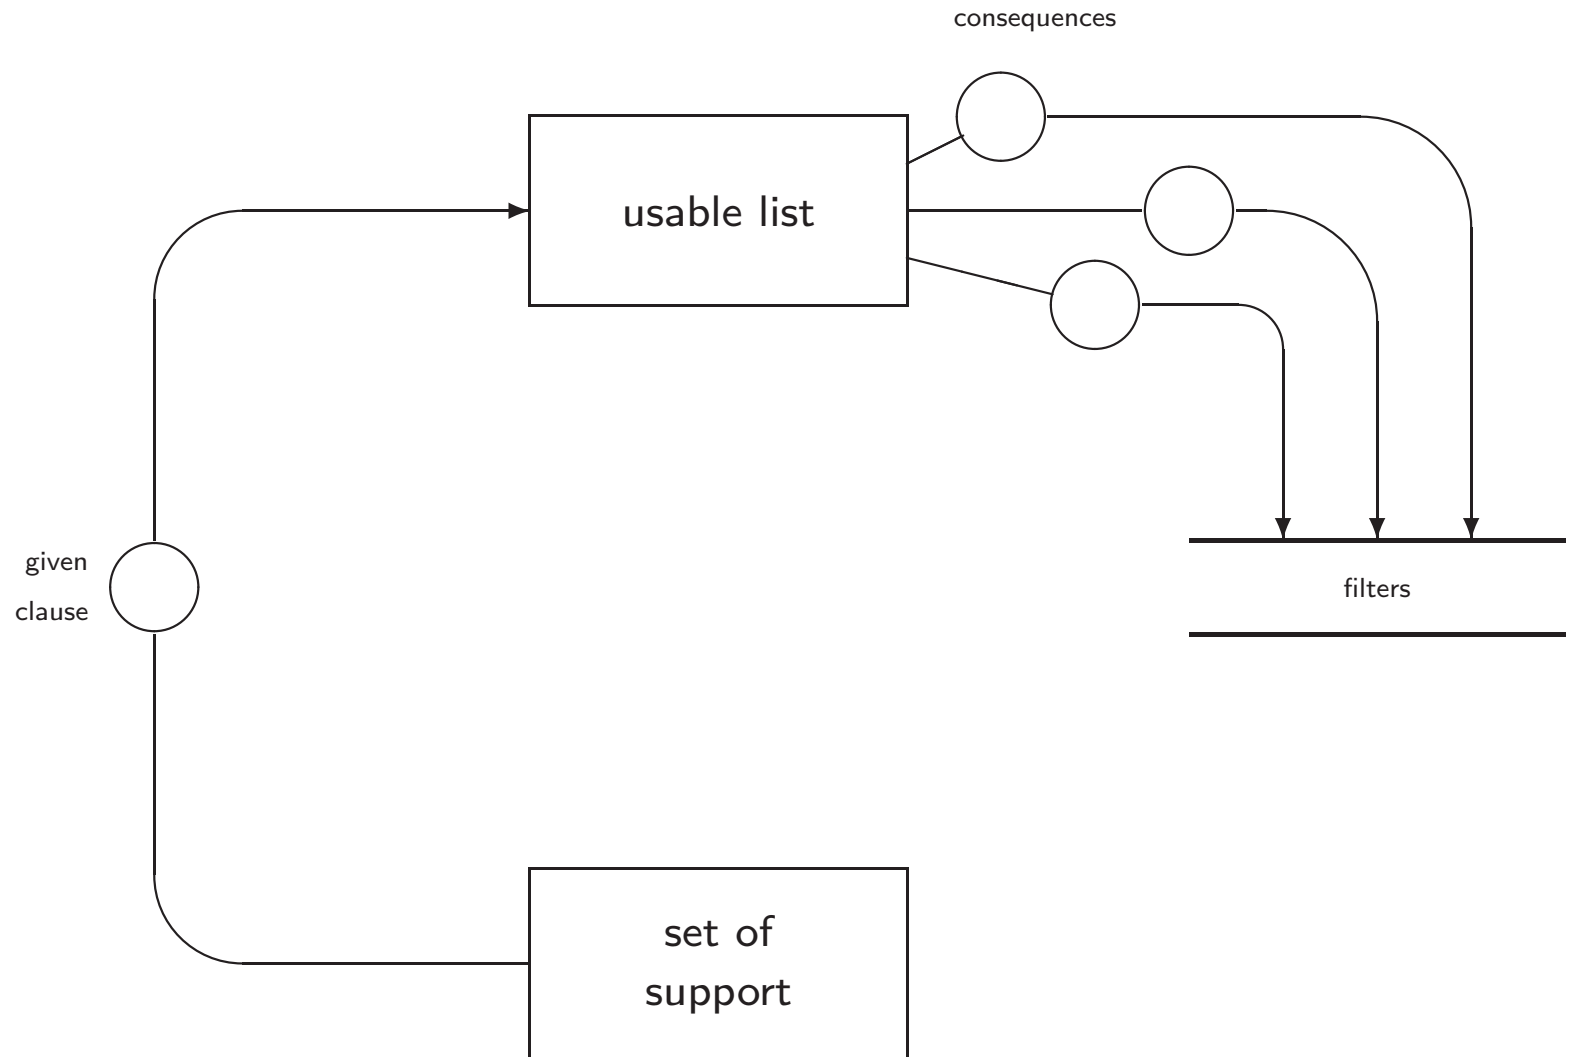 consequences
usable list
given
clause
filters
set of
support